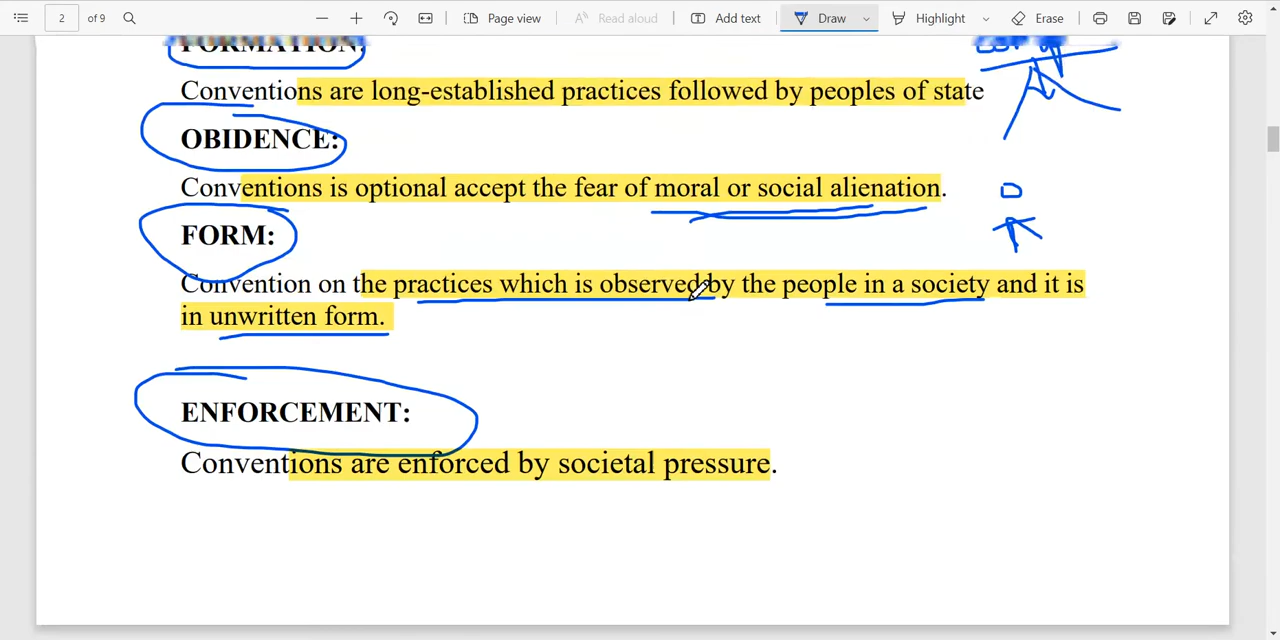 2 of 9 Page view Read aloud Add text Draw Highlight Erase
FORMATION:
Conventions are long-established practices followed by peoples of state
OBIDENCE:
Conventions is optional accept the fear of moral or social alienation.
FORM:
Convention on the practices which is observed by the people in a society and it is
in unwritten form.
ENFORCEMENT:
Conventions are enforced by societal pressure.